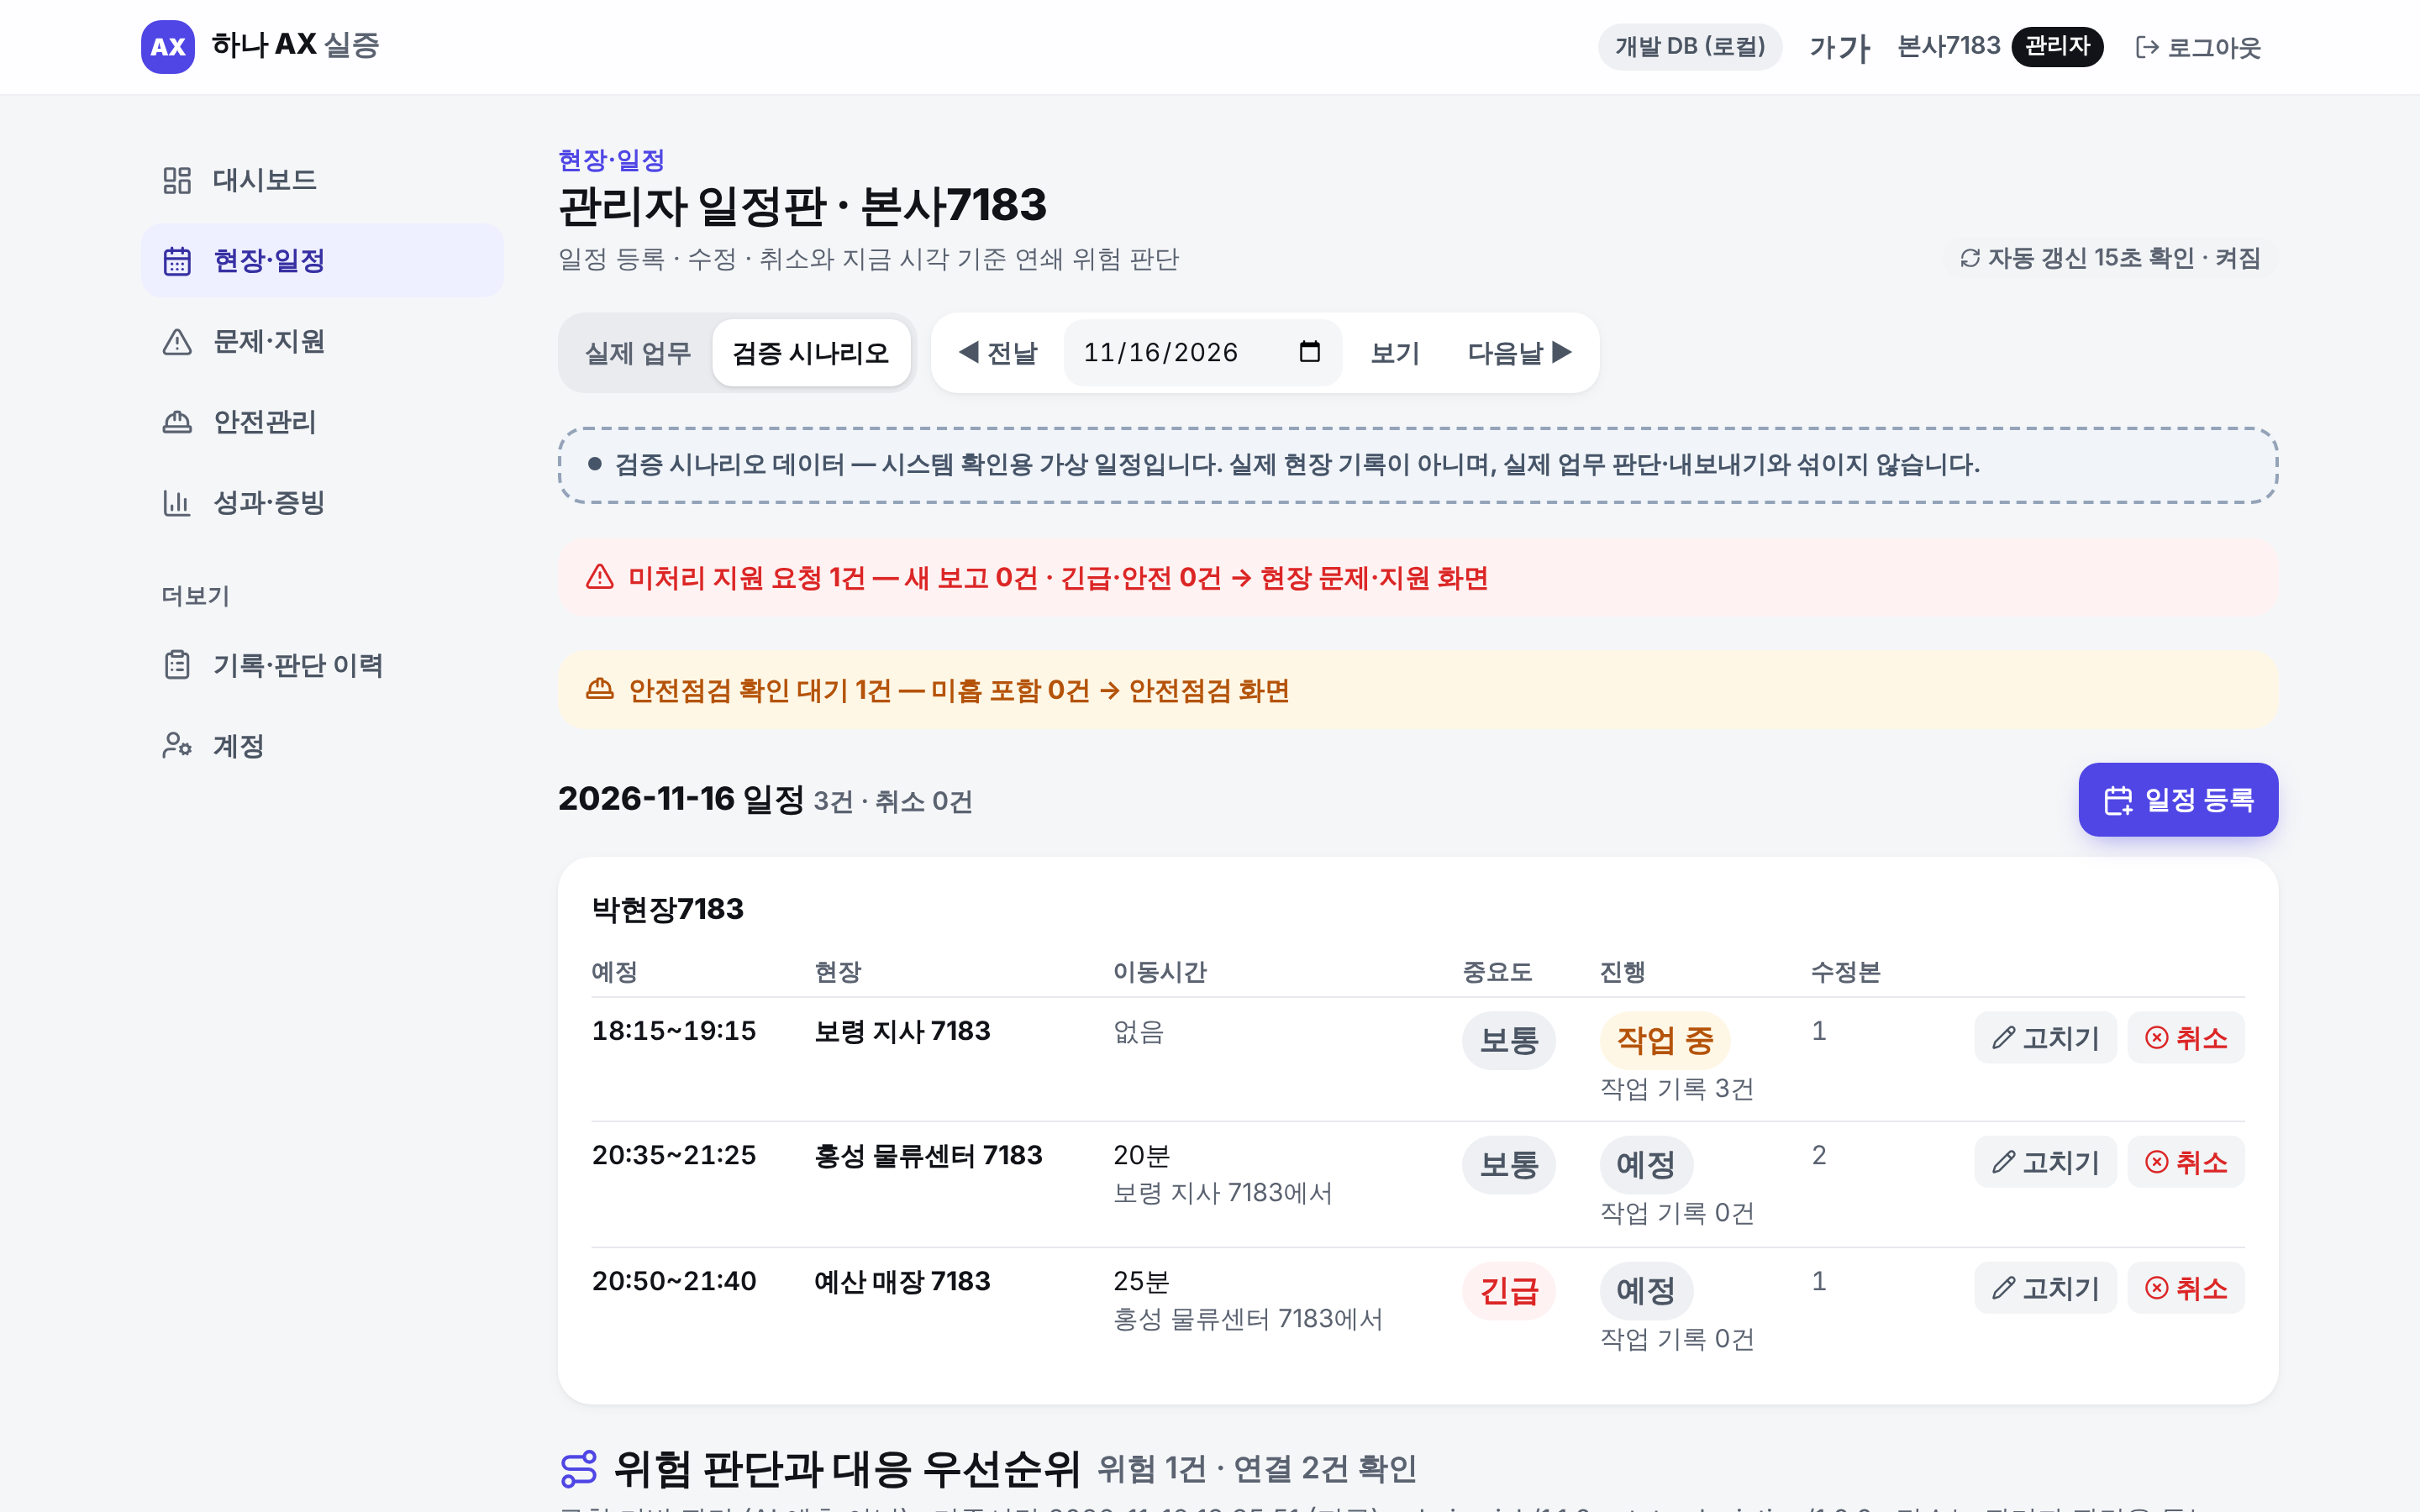 AX 하나 AX 실증
개발 DB (로컬) 가 가 본사7183 관리자 로그아웃
대시보드
현장·일정
문제·지원
안전관리
성과·증빙
더보기
기록·판단 이력
계정
현장·일정
관리자 일정판 · 본사7183
일정 등록 · 수정 · 취소와 지금 시각 기준 연쇄 위험 판단
자동 갱신 15초 확인 · 켜짐
실제 업무 검증 시나리오 ◀ 전날 11/16/2026 보기 다음날 ▶
검증 시나리오 데이터 — 시스템 확인용 가상 일정입니다. 실제 현장 기록이 아니며, 실제 업무 판단·내보내기와 섞이지 않습니다.
미처리 지원 요청 1건 — 새 보고 0건 · 긴급·안전 0건 → 현장 문제·지원 화면
안전점검 확인 대기 1건 — 미흡 포함 0건 → 안전점검 화면
2026-11-16 일정 3건 · 취소 0건
일정 등록
박현장7183
예정 현장 이동시간 중요도 진행 수정본
18:15~19:15 보령 지사 7183 없음 보통 작업 중 1 고치기 취소
작업 기록 3건
20:35~21:25 홍성 물류센터 7183 20분 보통 예정 2 고치기 취소
보령 지사 7183에서 작업 기록 0건
20:50~21:40 예산 매장 7183 25분 긴급 예정 1 고치기 취소
홍성 물류센터 7183에서 작업 기록 0건
위험 판단과 대응 우선순위 위험 1건 · 연결 2건 확인